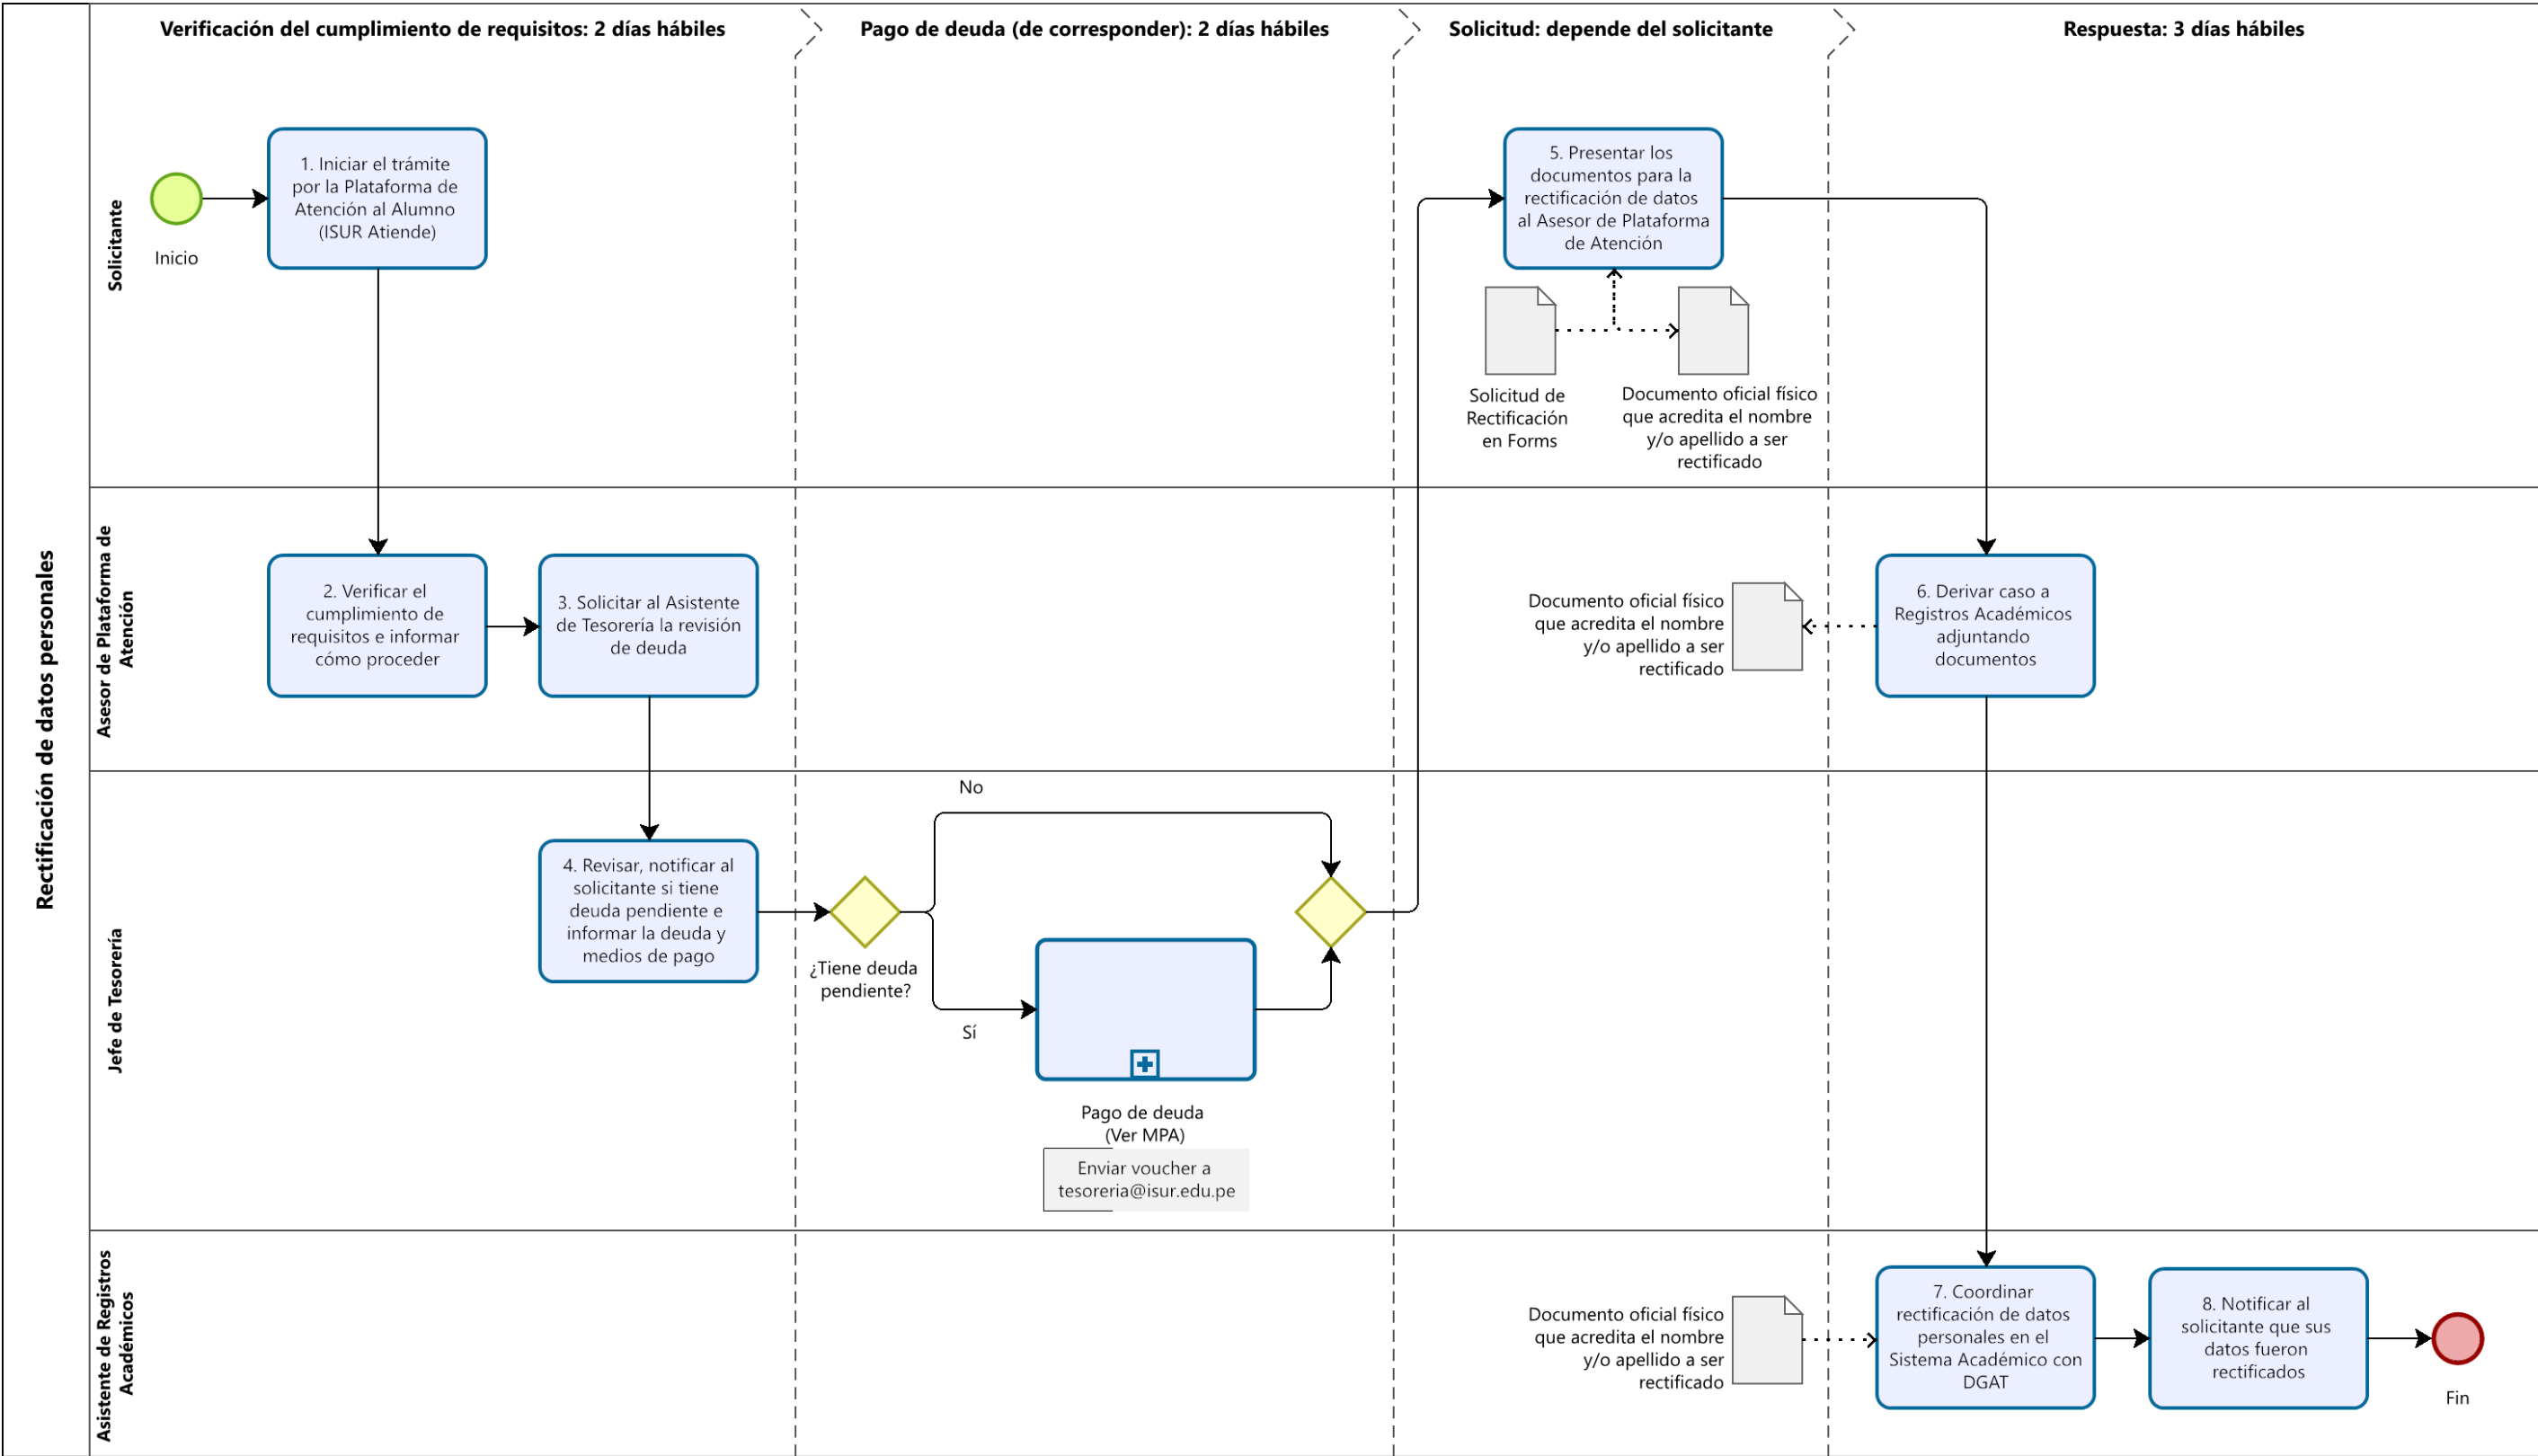 Verificación del cumplimiento de requisitos: 2 días hábiles
Pago de deuda (de corresponder): 2 días hábiles
Solicitud: depende del solicitante
Respuesta: 3 días hábiles
Rectificación de datos personales
Solicitante
Inicio
1. Iniciar el trámite
por la Plataforma de
Atención al Alumno
(ISUR Atiende)
5. Presentar los
documentos para la
rectificación de datos
al Asesor de Plataforma
de Atención
Solicitud de
Rectificación
en Forms
Documento oficial físico
que acredita el nombre
y/o apellido a ser
rectificado
Asesor de Plataforma de
Atención
2. Verificar el
cumplimiento de
requisitos e informar
cómo proceder
3. Solicitar al Asistente
de Tesorería la revisión
de deuda
Documento oficial físico
que acredita el nombre
y/o apellido a ser
rectificado
6. Derivar caso a
Registros Académicos
adjuntando
documentos
Jefe de Tesorería
4. Revisar, notificar al
solicitante si tiene
deuda pendiente e
informar la deuda y
medios de pago
¿Tiene deuda
pendiente?
No
Sí
Pago de deuda
(Ver MPA)
Enviar voucher a
tesoreria@isur.edu.pe
Asistente de Registros
Académicos
Documento oficial físico
que acredita el nombre
y/o apellido a ser
rectificado
7. Coordinar
rectificación de datos
personales en el
Sistema Académico con
DGAT
8. Notificar al
solicitante que sus
datos fueron
rectificados
Fin